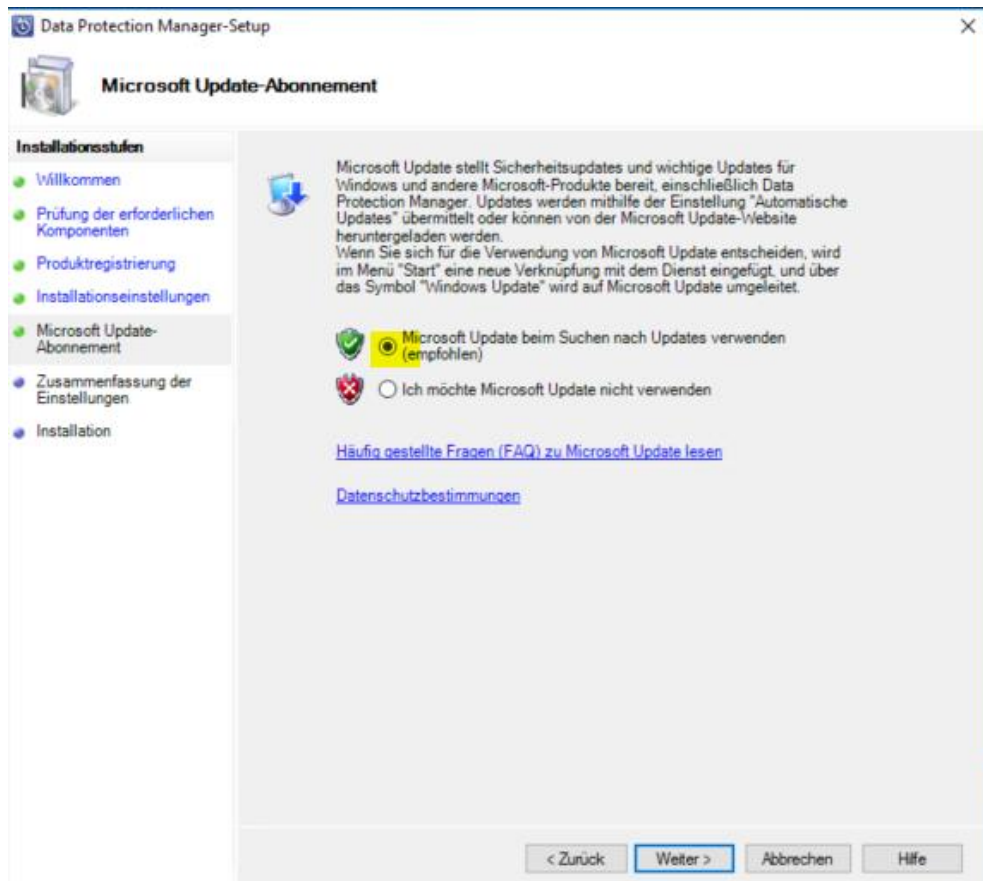 Data Protection Manager-Setup
Microsoft Update-Abonnement
Installationsstufen
Willkommen
Prüfung der erforderlichen
Komponenten
Produktregistrierung
Installationseinstellungen
Microsoft Update-
Abonnement
Zusammenfassung der
Einstellungen
Installation
Microsoft Update stellt Sicherheitsupdates und wichtige Updates für
Windows und andere Microsoft-Produkte bereit, einschließlich Data
Protection Manager. Updates werden mithilfe der Einstellung "Automatische
Updates" übermittelt oder können von der Microsoft Update-Website
heruntergeladen werden.
Wenn Sie sich für die Verwendung von Microsoft Update entscheiden, wird
im Menü "Start" eine neue Verknüpfung mit dem Dienst eingefügt, und über
das Symbol "Windows Update" wird auf Microsoft Update umgeleitet.
Microsoft Update beim Suchen nach Updates verwenden
(empfohlen)
Ich möchte Microsoft Update nicht verwenden
Häufig gestellte Fragen (FAQ) zu Microsoft Update lesen
Datenschutzbestimmungen
< Zurück
Weiter >
Abbrechen
Hilfe